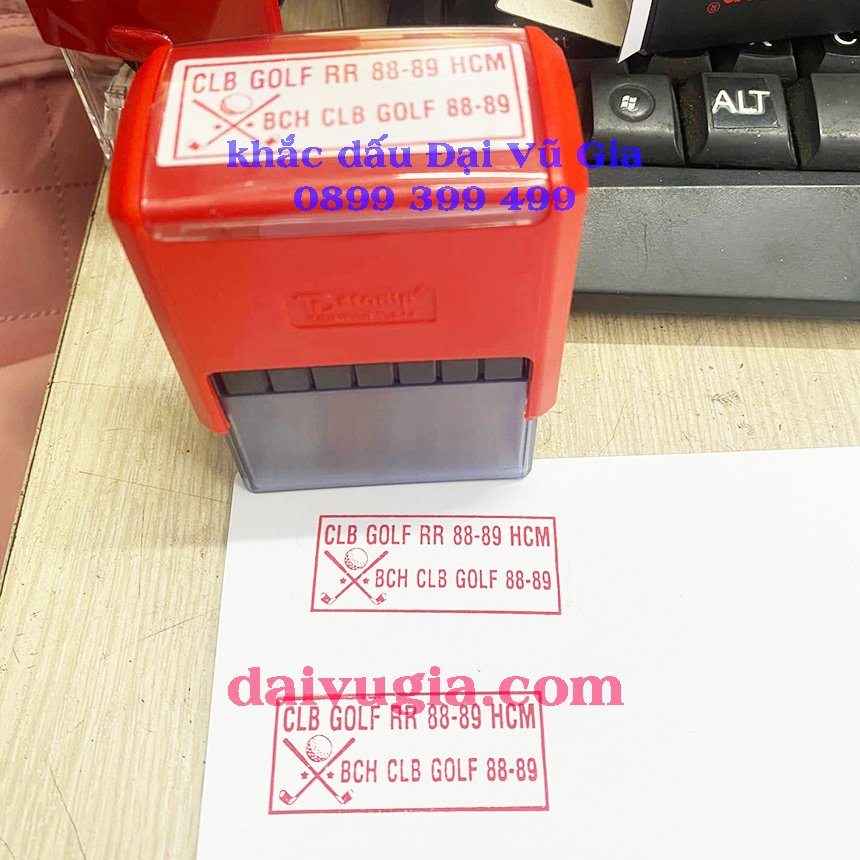 CLB GOLF RR 88-89 HCM
BCH CLB GOLF 88-89
khắc dấu Đại Vũ Gia
0899 399 499
ALT
CLB GOLF RR 88-89 HCM
BCH CLB GOLF 88-89
daivugia.com
CLB GOLF RR 88-89 HCM
BCH CLB GOLF 88-89